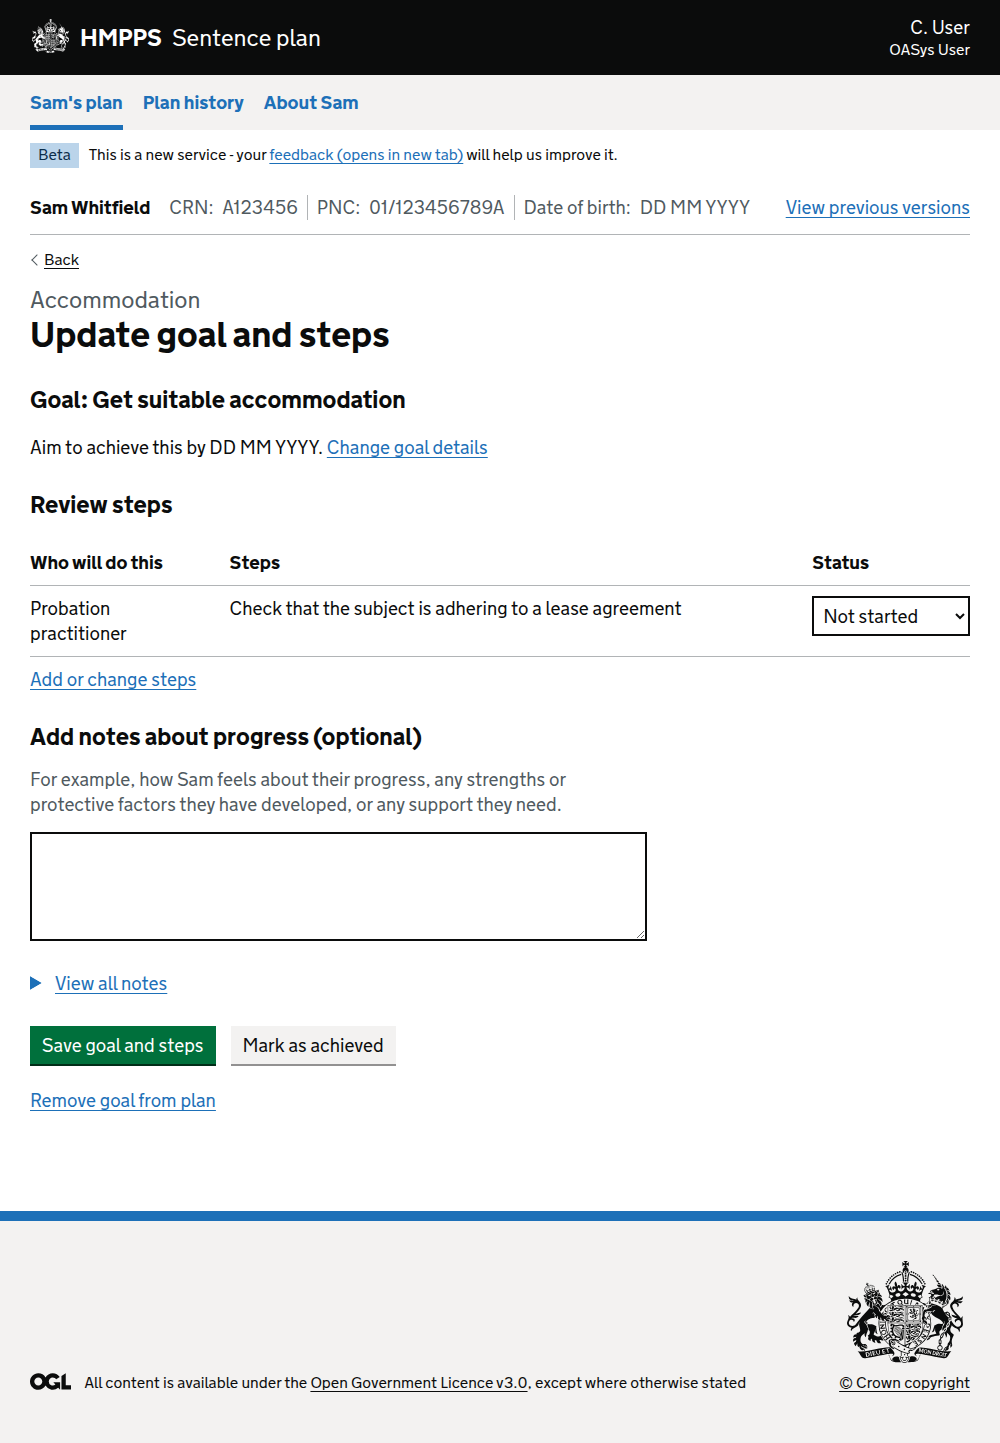 HMPPS Sentence plan
C. User
OASys User
Sam's plan Plan history About Sam
Beta This is a new service - your feedback (opens in new tab) will help us improve it.
Sam Whitfield CRN: A123456 PNC: 01/123456789A Date of birth: DD MM YYYY View previous versions
Back
Accommodation
Update goal and steps
Goal: Get suitable accommodation
Aim to achieve this by DD MM YYYY. Change goal details
Review steps
Who will do this Steps Status
Probation practitioner Check that the subject is adhering to a lease agreement Not started
Add or change steps
Add notes about progress (optional)
For example, how Sam feels about their progress, any strengths or
protective factors they have developed, or any support they need.
View all notes
Save goal and steps Mark as achieved
Remove goal from plan
DIEU ET MON DROIT
OGL All content is available under the Open Government Licence v3.0, except where otherwise stated
© Crown copyright